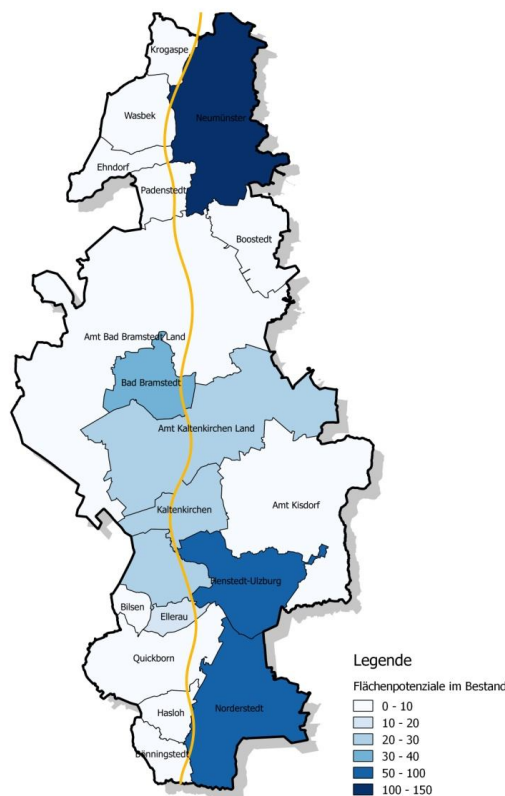 Krogaspe
Wasbek
Neumünster
Ehndorf
Padenstedt
Boostedt
Amt Bad Bramstedt Land
Bad Bramstedt
Amt Kaltenkirchen Land
Kaltenkirchen
Amt Kisdorf
Henstedt-Ulzburg
Bilsen
Ellerau
Quickborn
Hasloh
Norderstedt
Bönningstedt
Legende
Flächenpotenziale im Bestand
0 - 10
10 - 20
20 - 30
30 - 40
50 - 100
100 - 150